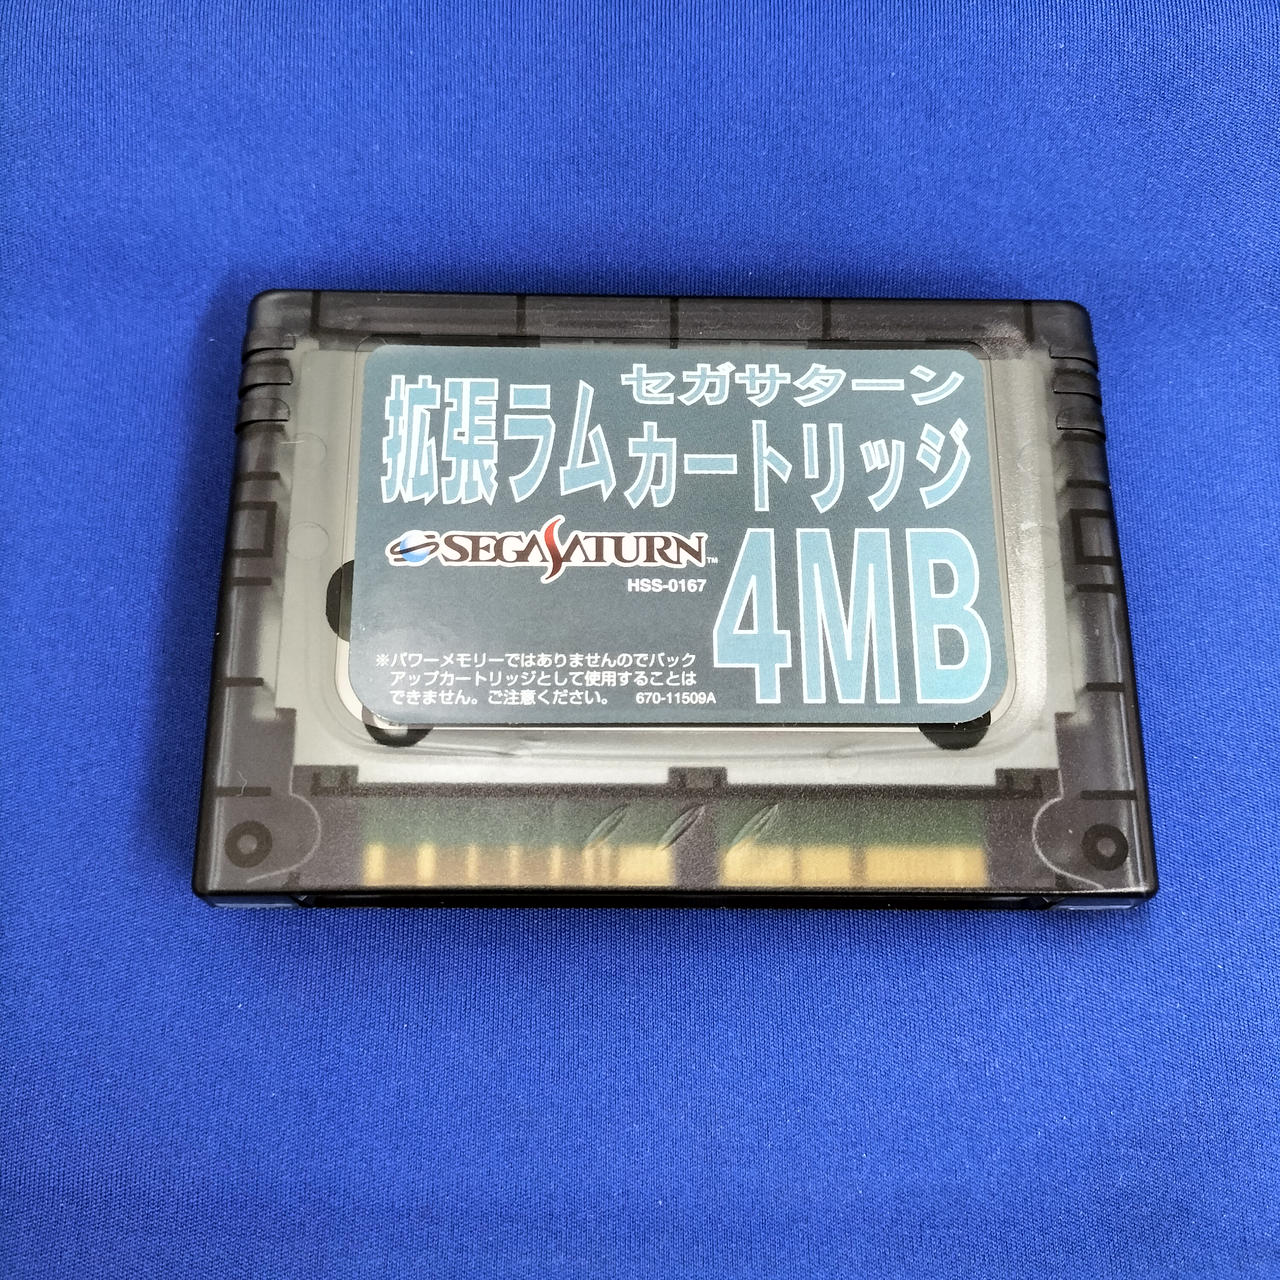 セガサターン
拡張ラムカートリッジ
4MB
SEGASATURN™
HSS-0167
※パワーメモリーではありませんのでバック
アップカートリッジとして使用することは
できません。ご注意ください。 670-11509A